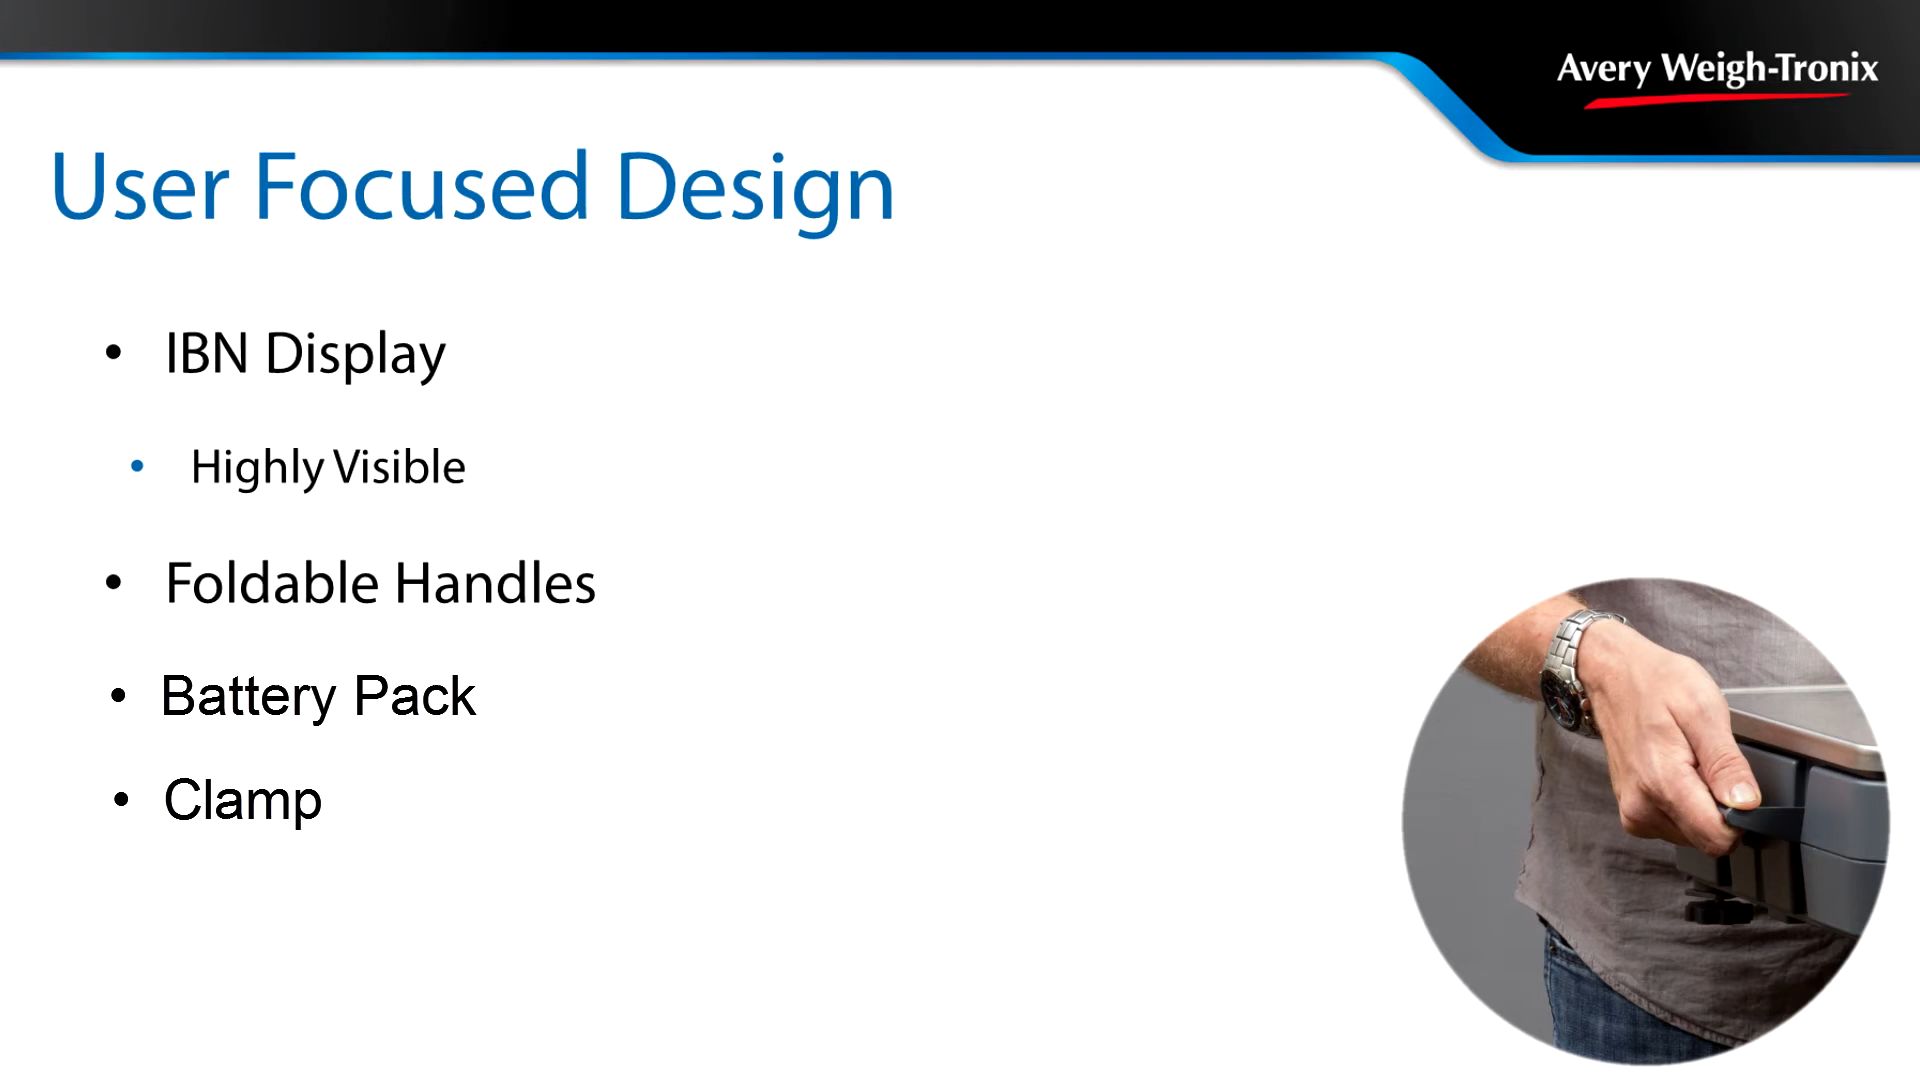 Avery Weigh-Tronix
User Focused Design
• IBN Display
• Highly Visible
• Foldable Handles
• Battery Pack
• Clamp